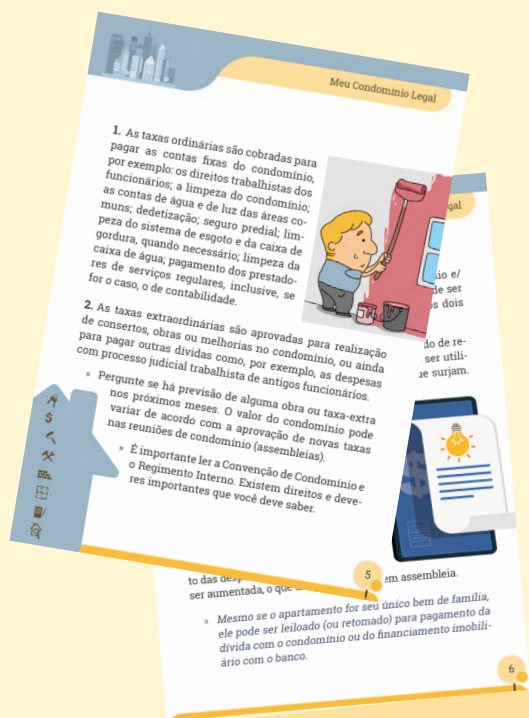 Meu Condomínio Legal
1. As taxas ordinárias são cobradas para
pagar as contas fixas do condomínio,
por exemplo: os direitos trabalhistas dos
funcionários; a limpeza do condomínio;
as contas de água e de luz das áreas co-
muns; dedetização; seguro predial; lim-
peza do sistema de esgoto e da caixa de
gordura, quando necessário; limpeza da
caixa de água; pagamento dos prestado-
res de serviços regulares, inclusive, se
for o caso, o de contabilidade.
2. As taxas extraordinárias são aprovadas para realização
de consertos, obras ou melhorias no condomínio, ou ainda
para pagar outras dívidas como, por exemplo, as despesas
com processo judicial trabalhista de antigos funcionários.
» Pergunte se há previsão de alguma obra ou taxa-extra
nos próximos meses. O valor do condomínio pode
variar de acordo com a aprovação de novas taxas
nas reuniões de condomínio (assembleias).
» É importante ler a Convenção de Condomínio e
o Regimento Interno. Existem direitos e deve-
res importantes que você deve saber.
5
gal
io e/
de ser
s dois
do de re-
ser utili-
ue surjam.
to das desp
em assembleia.
ser aumentada, o que
» Mesmo se o apartamento for seu único bem de família,
ele pode ser leiloado (ou retomado) para pagamento da
dívida com o condomínio ou do financiamento imobili-
ário com o banco.
6